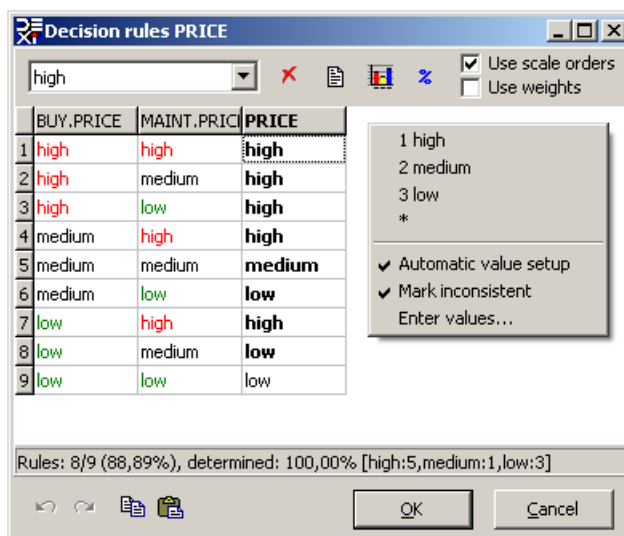 DEXi Decision rules PRICE
high
%
Use scale orders
Use weights
BUY.PRICE MAINT.PRICI PRICE
1 high high high
2 high medium high
3 high low high
4 medium high high
5 medium medium medium
6 medium low low
7 low high high
8 low medium low
9 low low low
1 high
2 medium
3 low
*
Automatic value setup
Mark inconsistent
Enter values...
Rules: 8/9 (88,89%), determined: 100,00% [high:5,medium:1,low:3]
OK Cancel